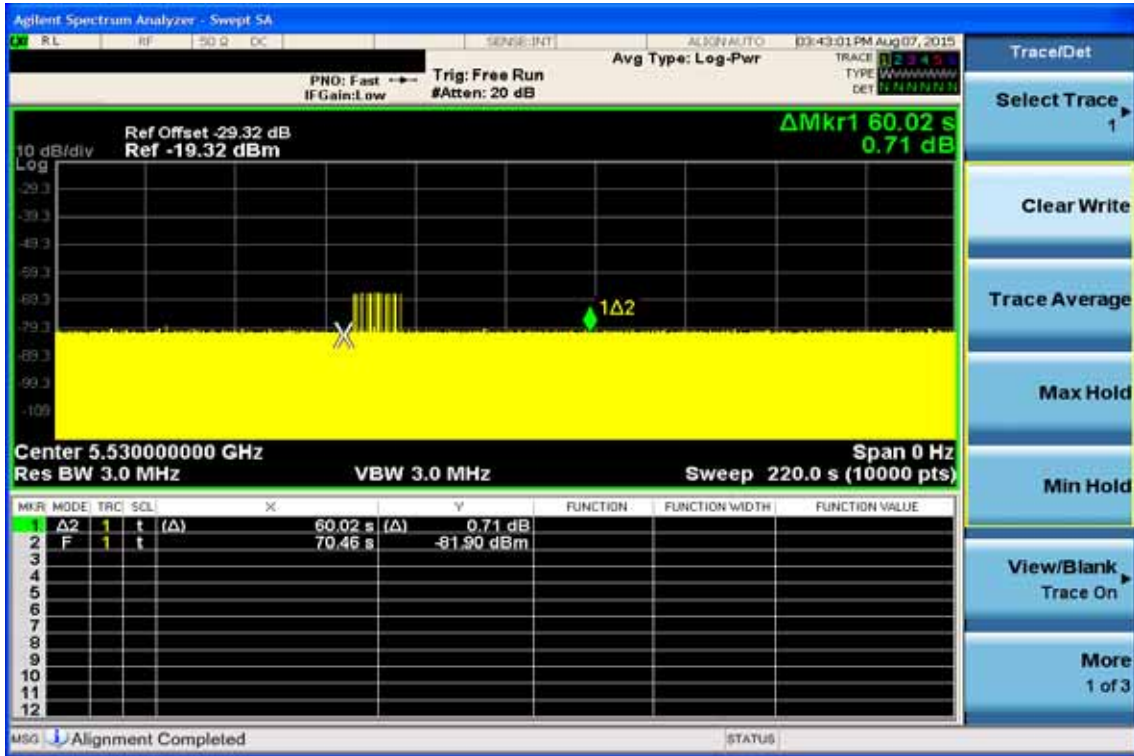 Agilent Spectrum Analyzer - Swept SA
RL RF 50 Ω DC SENSE:INT ALIGN AUTO 03:43:01 PM Aug 07, 2015
PNO: Fast
IFGain:Low
Trig: Free Run
#Atten: 20 dB
Avg Type: Log-Pwr
TRACE 1 2 3 4 5 6
TYPE
DET N N N N N N
ΔMkr1 60.02 s
0.71 dB
Ref Offset -29.32 dB
10 dB/div Ref -19.32 dBm
Log
-29.3
-39.3
-49.3
-59.3
-69.3
-79.3
-89.3
-99.3
-109
1Δ2
X
Center 5.530000000 GHz Span 0 Hz
Res BW 3.0 MHz VBW 3.0 MHz Sweep 220.0 s (10000 pts)
MKR MODE TRC SCL X Y FUNCTION FUNCTION WIDTH FUNCTION VALUE
1 Δ2 1 t (Δ) 60.02 s (Δ) 0.71 dB
2 F 1 t 70.46 s -81.90 dBm
3
4
5
6
7
8
9
10
11
12
MSG Alignment Completed STATUS
Trace/Det
Select Trace
1
Clear Write
Trace Average
Max Hold
Min Hold
View/Blank
Trace On
More
1 of 3